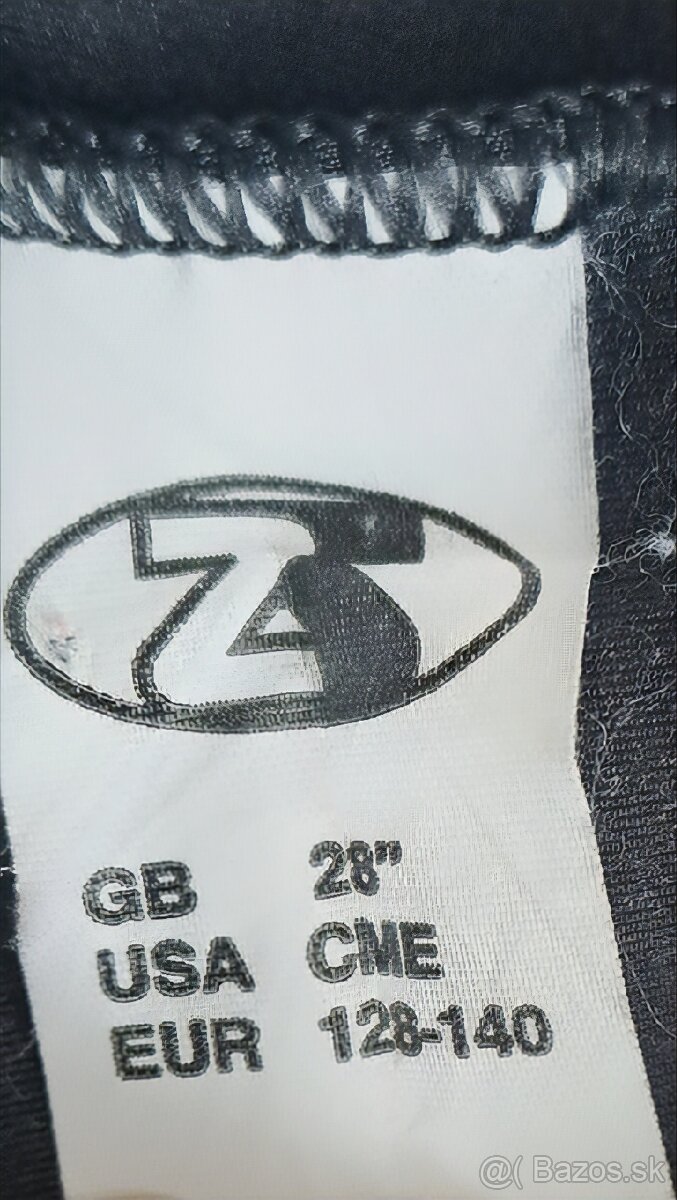 GB 28"
USA CME
EUR 128-140
@( Bazos.sk